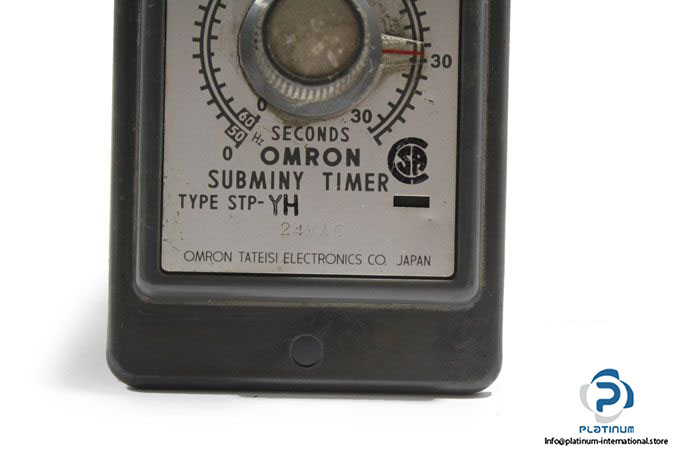 30
0
60
50
Hz
30
0
SECONDS
OMRON
SUBMINY TIMER
TYPE STP-YH
24VAC
OMRON TATEISI ELECTRONICS CO. JAPAN
PLATINUM
Info@platinum-international.store